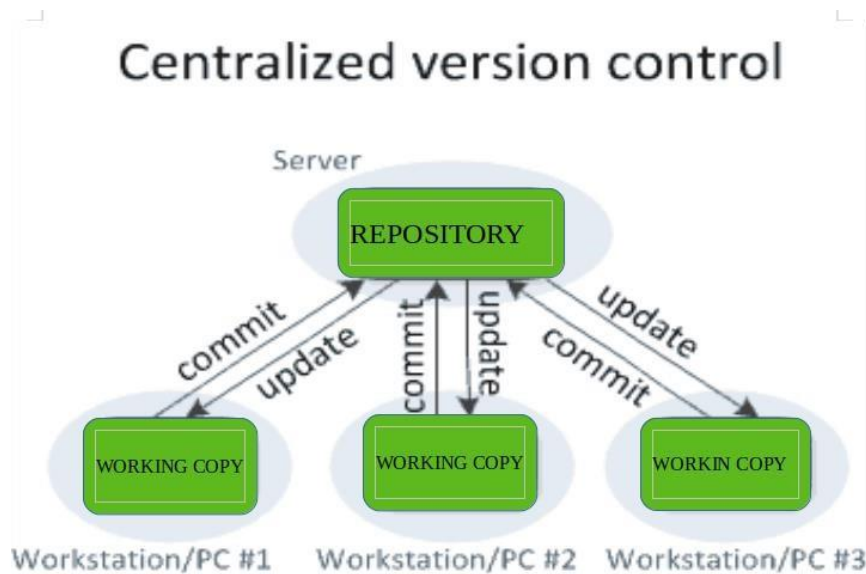 Centralized version control
Server
REPOSITORY
commit
update
commit
update
update
commit
WORKING COPY
WORKING COPY
WORKIN COPY
Workstation/PC #1
Workstation/PC #2
Workstation/PC #3